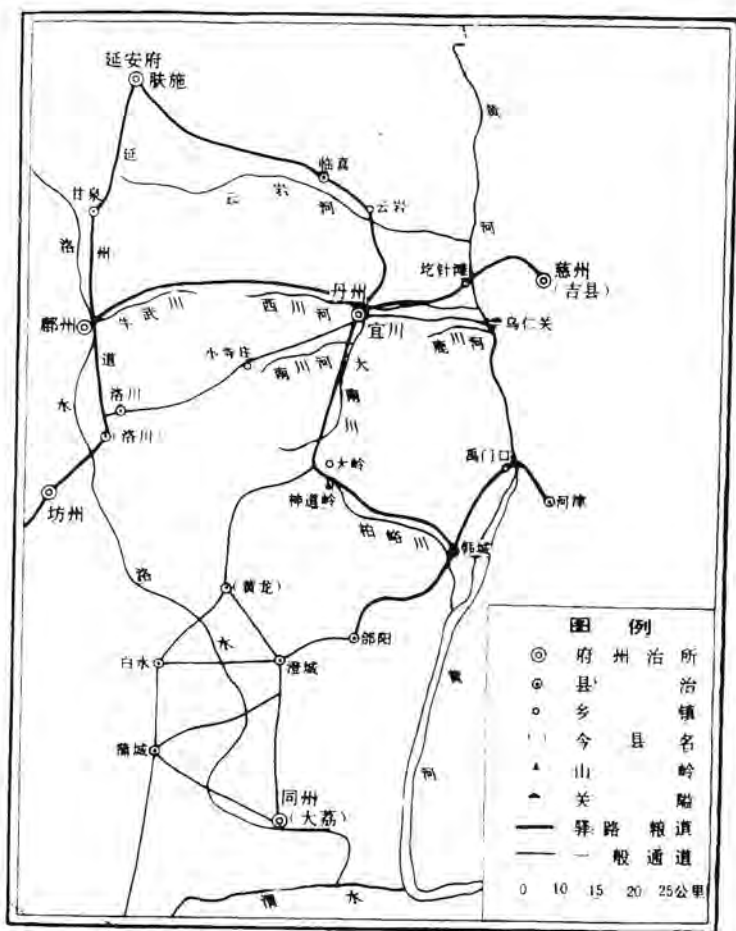 延安府
肤施
延
州
道
临真
云岩河
云岩
甘泉
洛
水
黄
河
圪针滩
慈州
(吉县)
丹州
宜川
乌仁关
鹿川河
西川河
牛武川
鄜州
小寺庄
南川河
大
南
川
洛川
(洛川)
坊州
大岭
神道岭
柏峪川
禹门口
河津
韩城
(黄龙)
洛
水
白水
澄城
郃阳
蒲城
同州
(大荔)
渭水
黄
河
图 例
府州治所
县治
乡镇
( ) 今县名
山岭
关隘
驿路粮道
一般通道
0 10 15 20 25公里